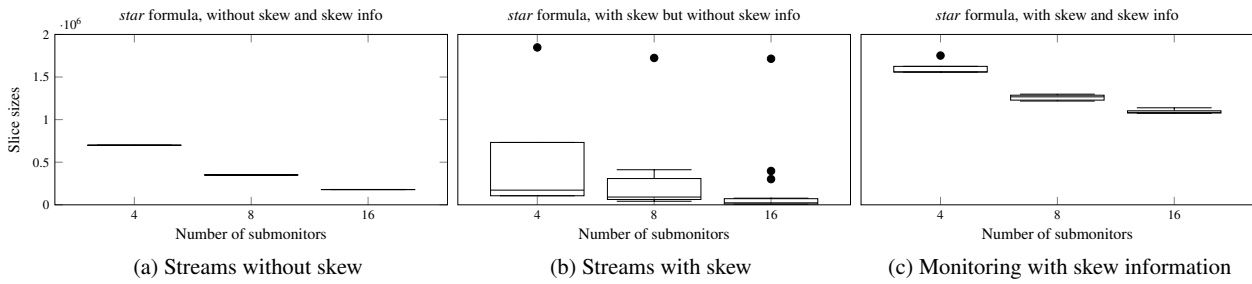 star formula, without skew and skew info
star formula, with skew but without skew info
star formula, with skew and skew info
·10⁶
2
1.5
1
0.5
0
Slice sizes
4 8 16
Number of submonitors
4 8 16
Number of submonitors
4 8 16
Number of submonitors
(a) Streams without skew
(b) Streams with skew
(c) Monitoring with skew information